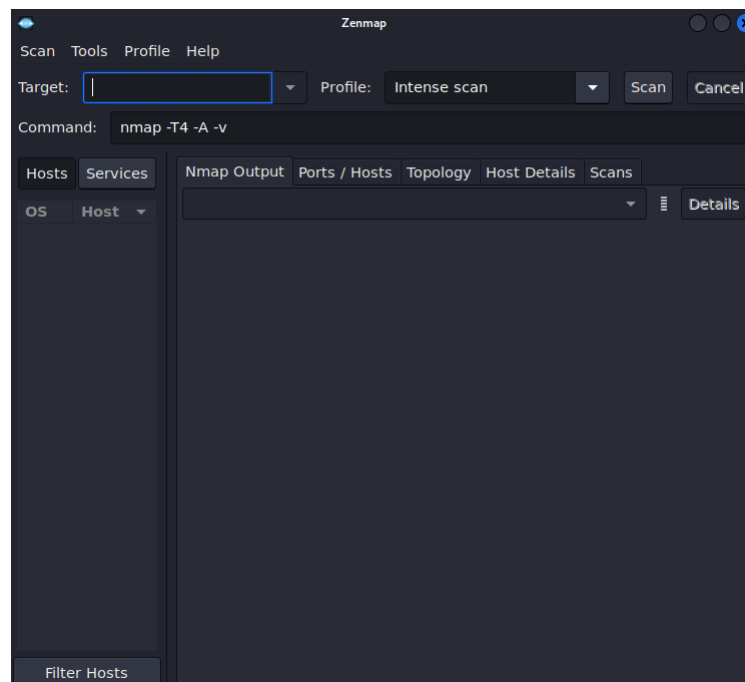 Zenmap
Scan Tools Profile Help
Target: Profile: Intense scan Scan Cancel
Command: nmap -T4 -A -v
Hosts Services Nmap Output Ports / Hosts Topology Host Details Scans
OS Host Details
Filter Hosts